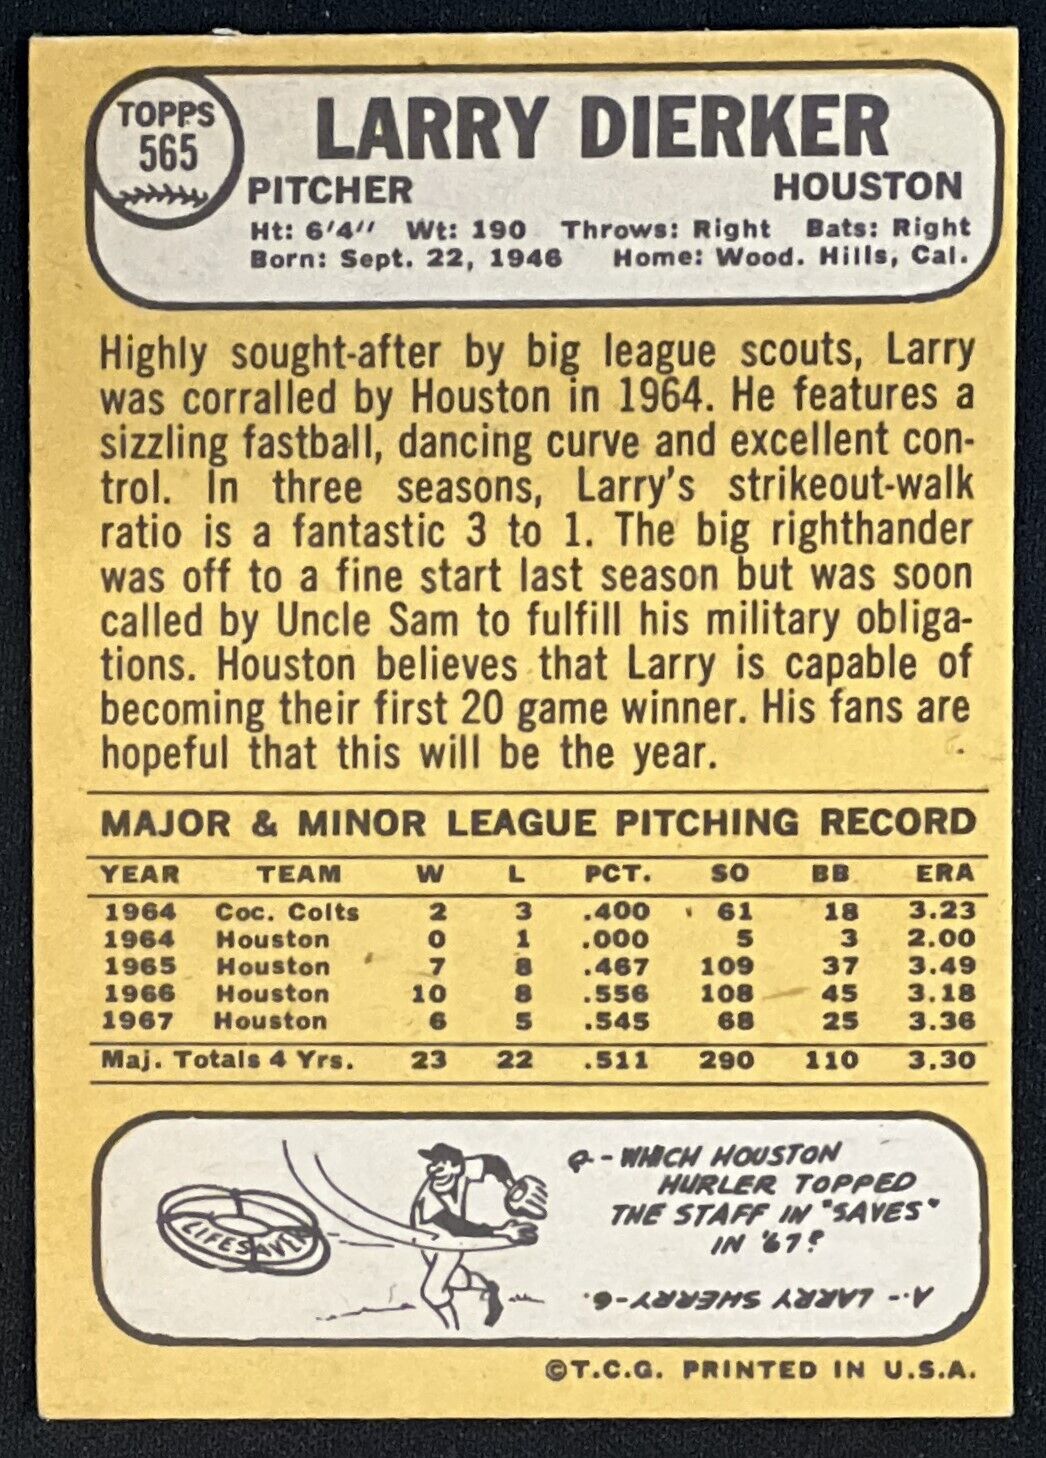 TOPPS
565
LARRY DIERKER
PITCHER HOUSTON
Ht: 6'4" Wt: 190 Throws: Right Bats: Right
Born: Sept. 22, 1946 Home: Wood. Hills, Cal.
Highly sought-after by big league scouts, Larry
was corralled by Houston in 1964. He features a
sizzling fastball, dancing curve and excellent con-
trol. In three seasons, Larry's strikeout-walk
ratio is a fantastic 3 to 1. The big righthander
was off to a fine start last season but was soon
called by Uncle Sam to fulfill his military obliga-
tions. Houston believes that Larry is capable of
becoming their first 20 game winner. His fans are
hopeful that this will be the year.
MAJOR & MINOR LEAGUE PITCHING RECORD
YEAR TEAM W L PCT. SO BB ERA
1964 Coc. Colts 2 3 .400 61 18 3.23
1964 Houston 0 1 .000 5 3 2.00
1965 Houston 7 8 .467 109 37 3.49
1966 Houston 10 8 .556 108 45 3.18
1967 Houston 6 5 .545 68 25 3.36
Maj. Totals 4 Yrs. 23 22 .511 290 110 3.30
LIFESAVER
Q-WHICH HOUSTON
HURLER TOPPED
THE STAFF IN "SAVES"
IN '67?
A-LARRY SHERRY-6.
©T.C.G. PRINTED IN U.S.A.